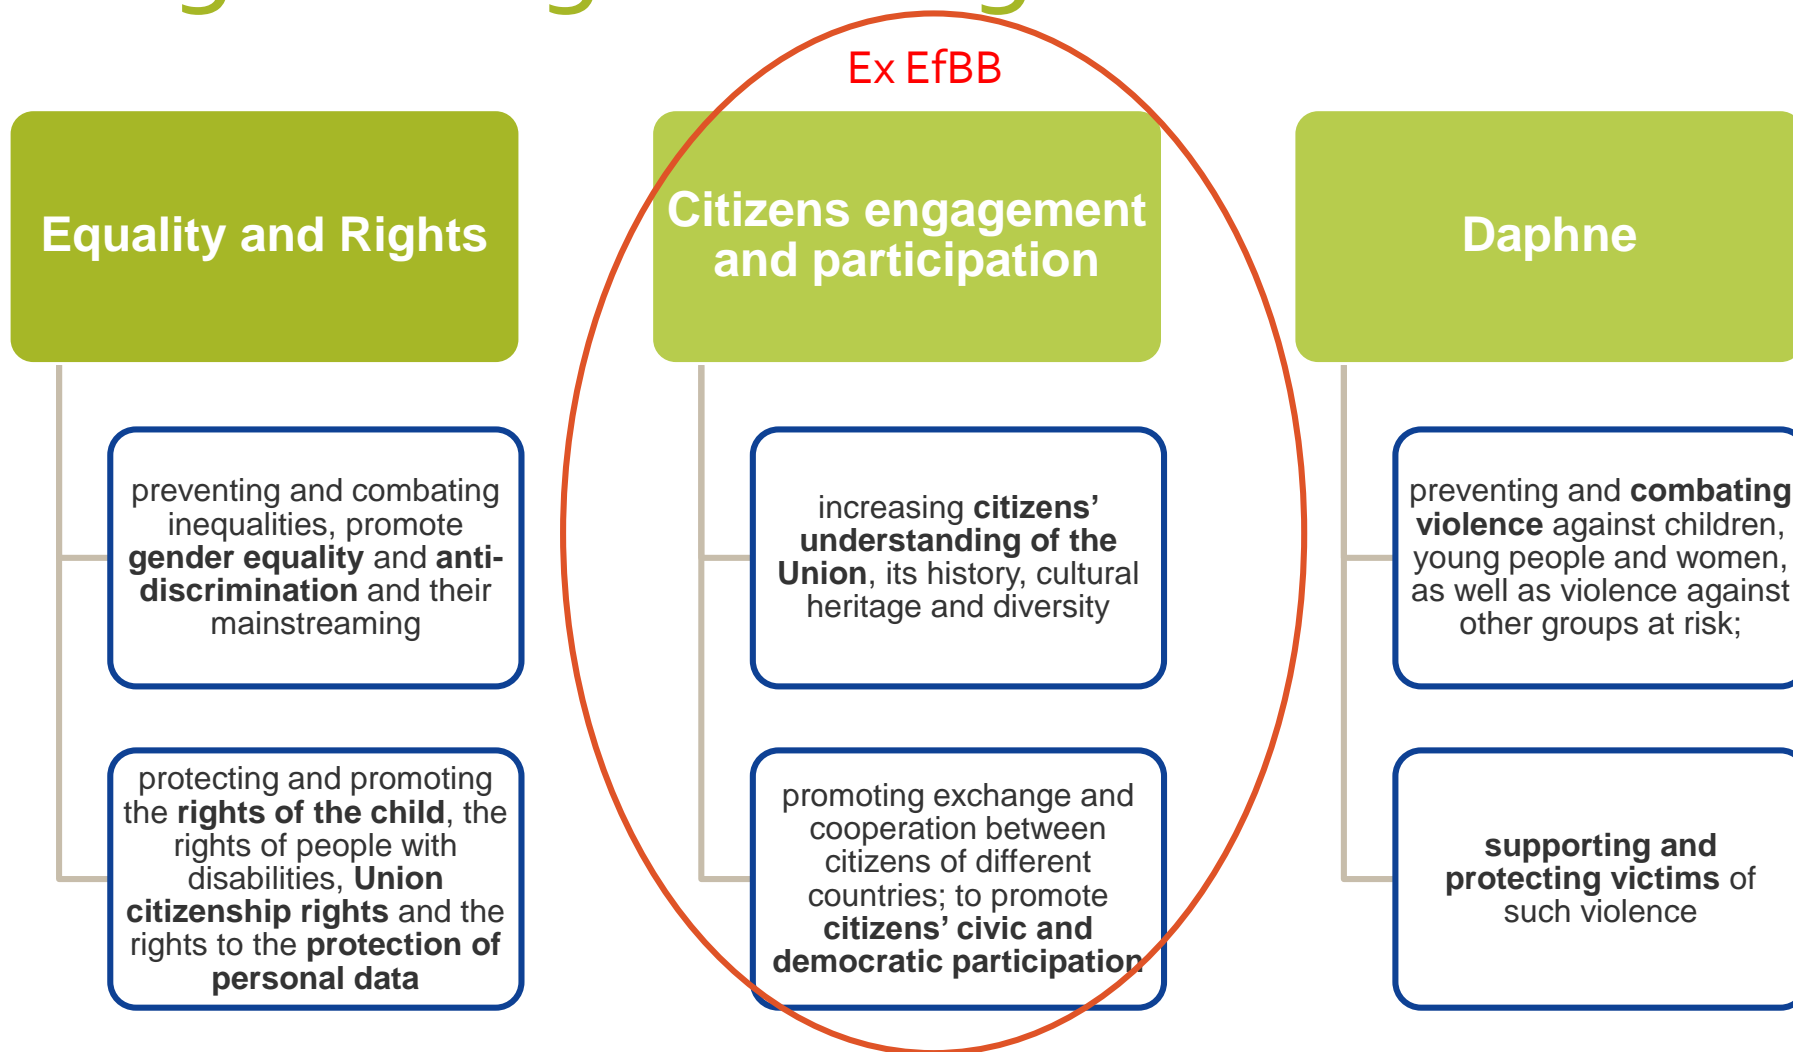 Ex EfBB
Equality and Rights
preventing and combating
inequalities, promote
gender equality and anti-
discrimination and their
mainstreaming
protecting and promoting
the rights of the child, the
rights of people with
disabilities, Union
citizenship rights and the
rights to the protection of
personal data
Citizens engagement
and participation
increasing citizens’
understanding of the
Union, its history, cultural
heritage and diversity
promoting exchange and
cooperation between
citizens of different
countries; to promote
citizens’ civic and
democratic participation
Daphne
preventing and combating
violence against children,
young people and women,
as well as violence against
other groups at risk;
supporting and
protecting victims of
such violence